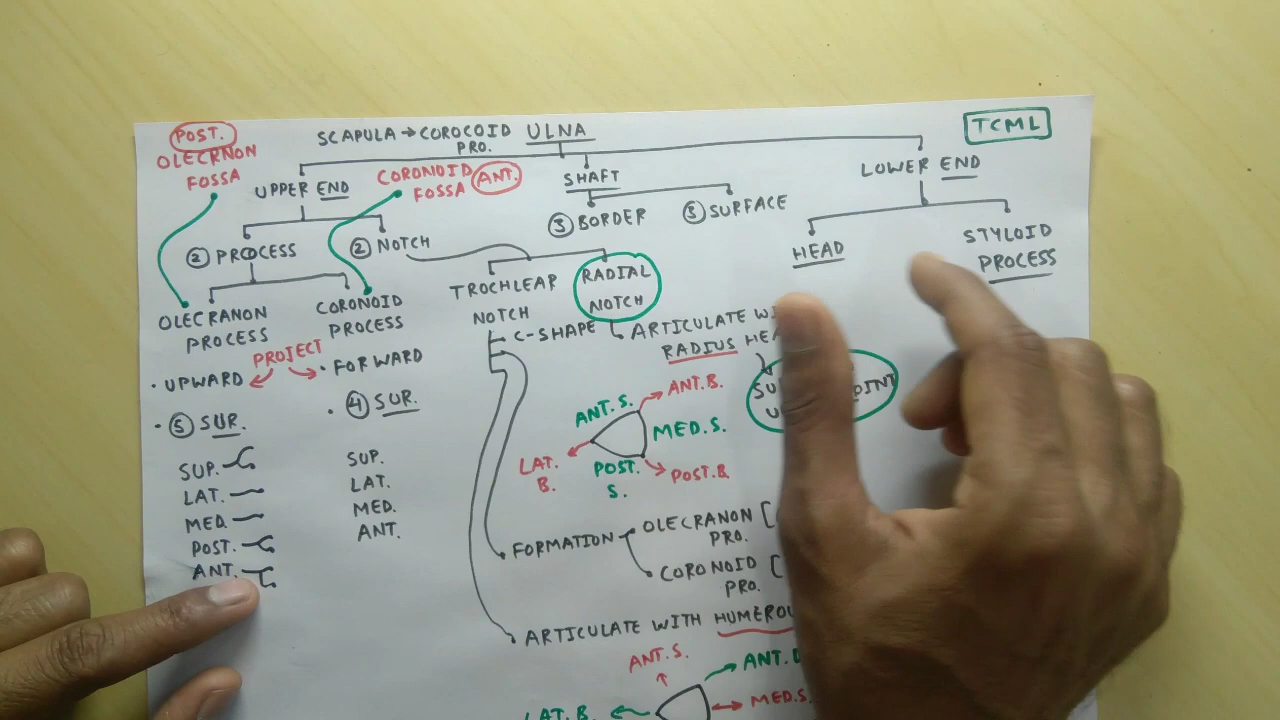 POST.
OLECRNON
FOSSA
SCAPULA → COROCOID
PRO.
ULNA
TCML
UPPER END
CORONOID
FOSSA
ANT.
SHAFT
LOWER END
② PROCESS
② NOTCH
③ BORDER
③ SURFACE
HEAD
STYLOID
PROCESS
OLECRANON
PROCESS
CORONOID
PROCESS
TROCHLEAR
NOTCH
RADIAL
NOTCH
PROJECT
• UPWARD
• FORWARD
C-SHAPE
ARTICULATE
RADIUS
• ⑤ SUR.
• ④ SUR.
SUP.
LAT.
MED.
POST.
ANT.
SUP.
LAT.
MED.
ANT.
ANT. S.
ANT. B.
MED. S.
LAT.
B.
POST.
S.
POST. B
FORMATION
OLECRANON [
PRO.
CORONOID [
PRO.
ARTICULATE WITH
ANT. S.
ANT.
MED. S.
LAT. B.